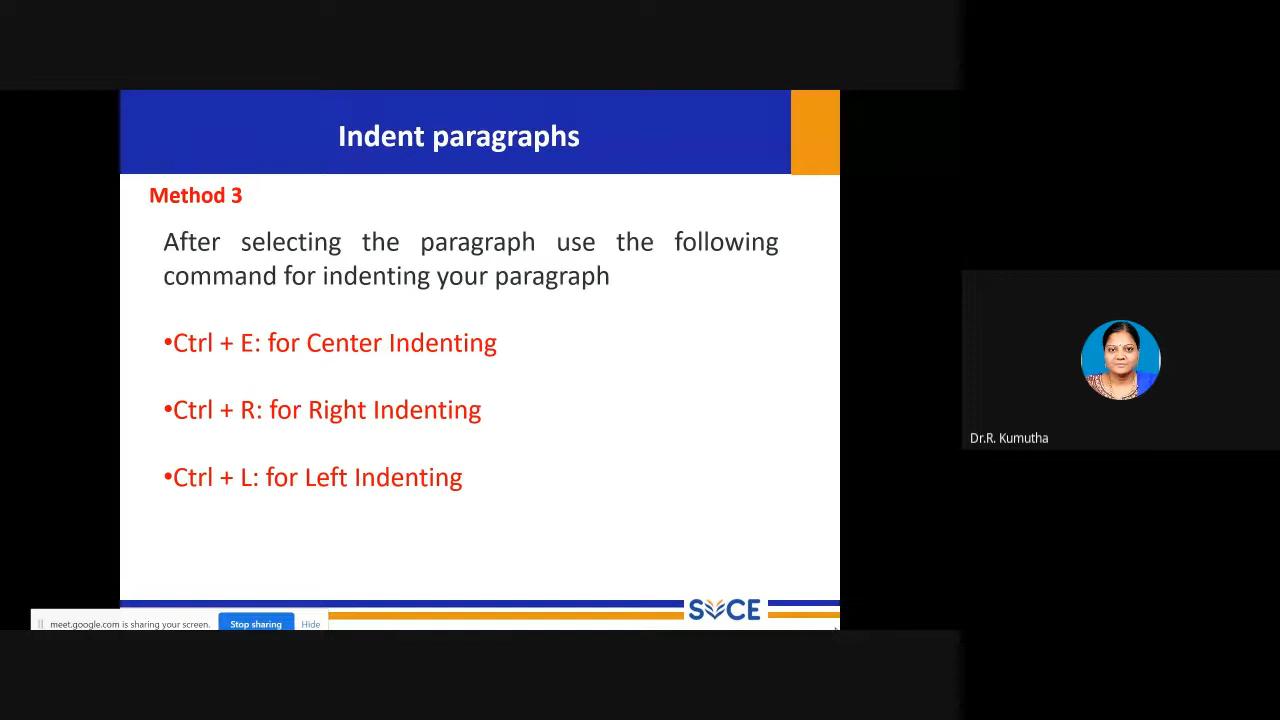 Indent paragraphs
Method 3
After selecting the paragraph use the following
command for indenting your paragraph
•Ctrl + E: for Center Indenting
•Ctrl + R: for Right Indenting
•Ctrl + L: for Left Indenting
SVCE
meet.google.com is sharing your screen.
Stop sharing
Hide
Dr.R. Kumutha